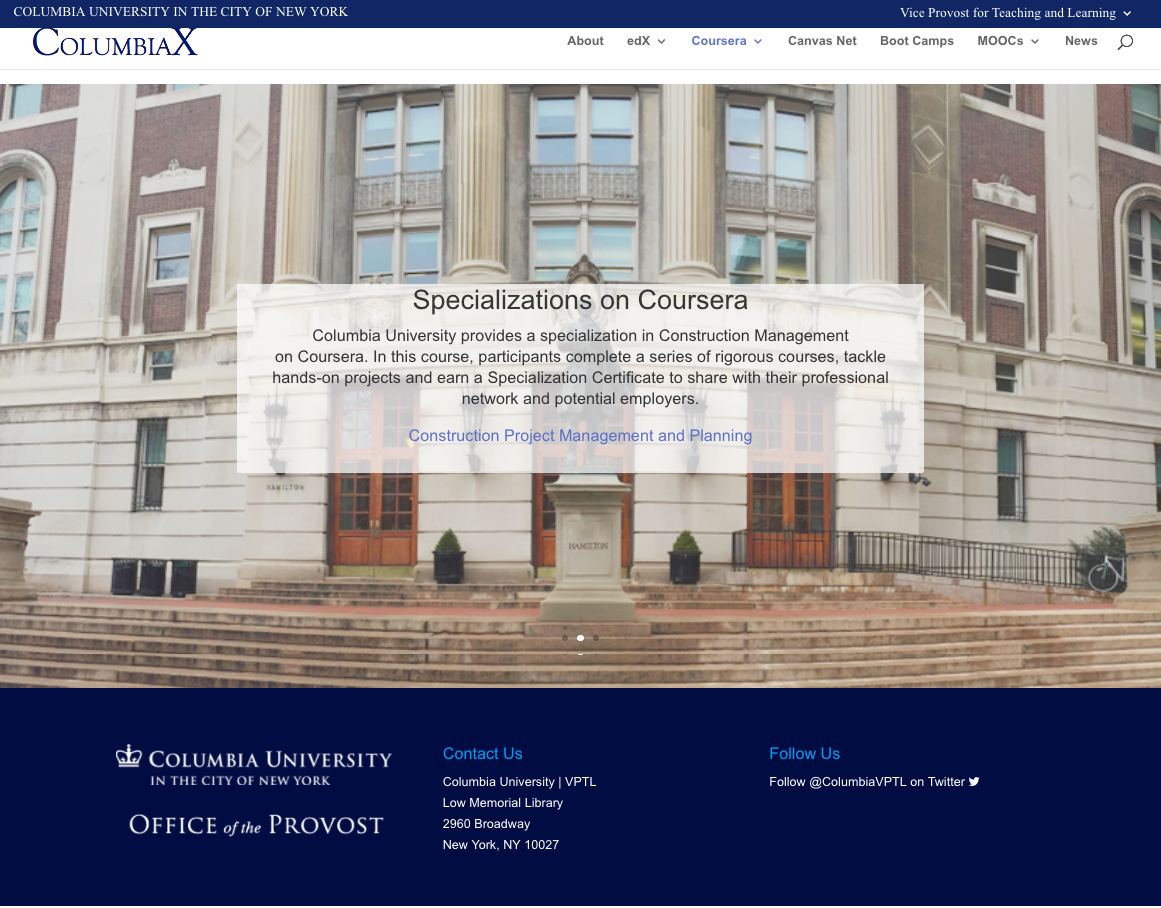 COLUMBIA UNIVERSITY IN THE CITY OF NEW YORK
Vice Provost for Teaching and Learning
COLUMBIAX
About
edX
Coursera
Canvas Net
Boot Camps
MOOCs
News
Specializations on Coursera
Columbia University provides a specialization in Construction Management
on Coursera. In this course, participants complete a series of rigorous courses, tackle
hands-on projects and earn a Specialization Certificate to share with their professional
network and potential employers.
Construction Project Management and Planning
HAMILTON
HAMILTON
COLUMBIA UNIVERSITY
IN THE CITY OF NEW YORK
OFFICE of the PROVOST
Contact Us
Columbia University | VPTL
Low Memorial Library
2960 Broadway
New York, NY 10027
Follow Us
Follow @ColumbiaVPTL on Twitter